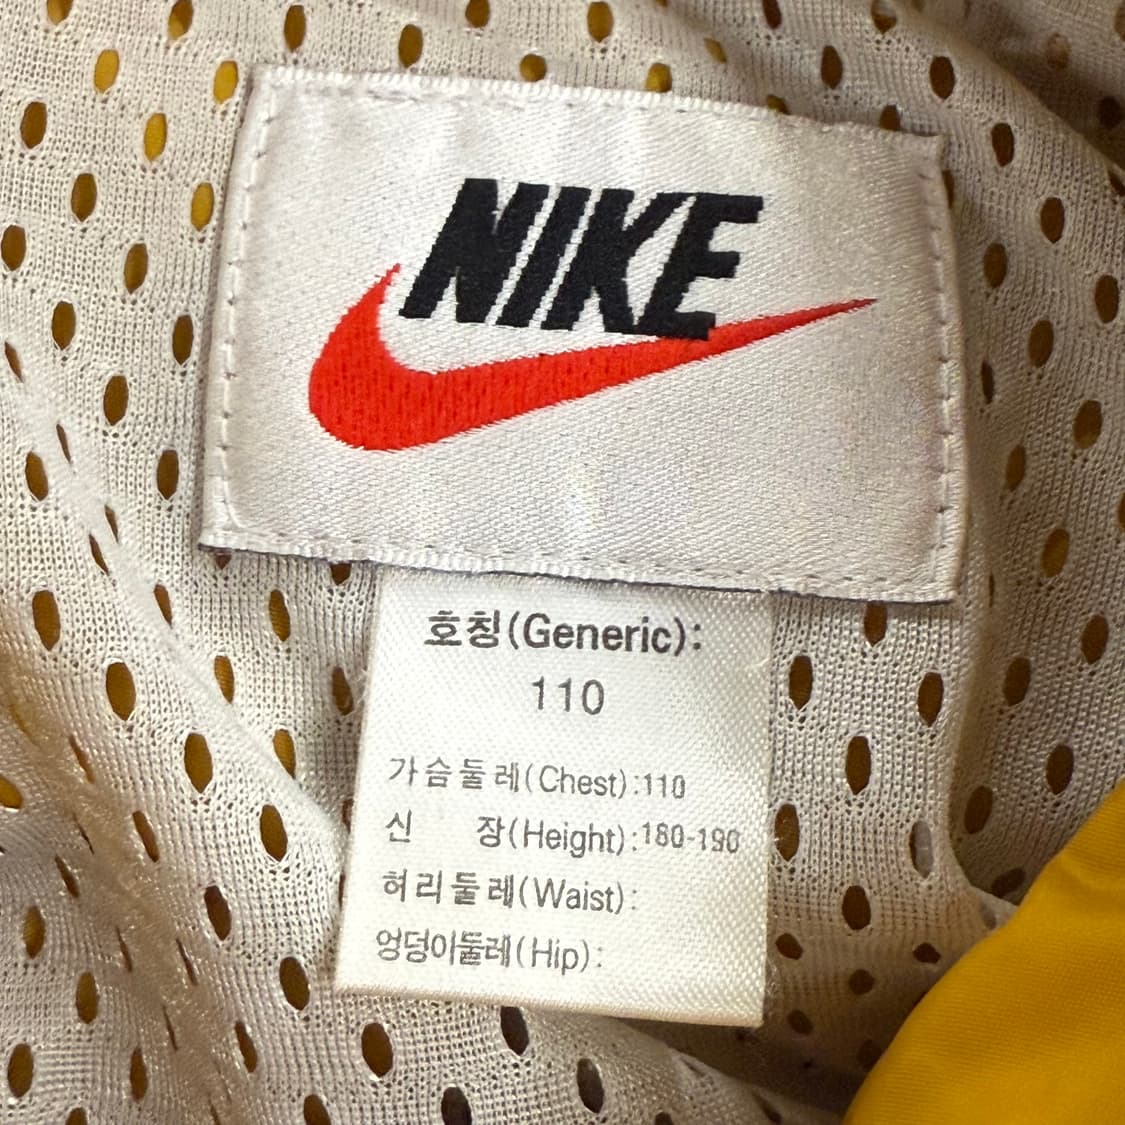 NIKE
호칭(Generic):
110
가슴둘레(Chest):110
신 장(Height):180-190
허리둘레(Waist):
엉덩이둘레(Hip):